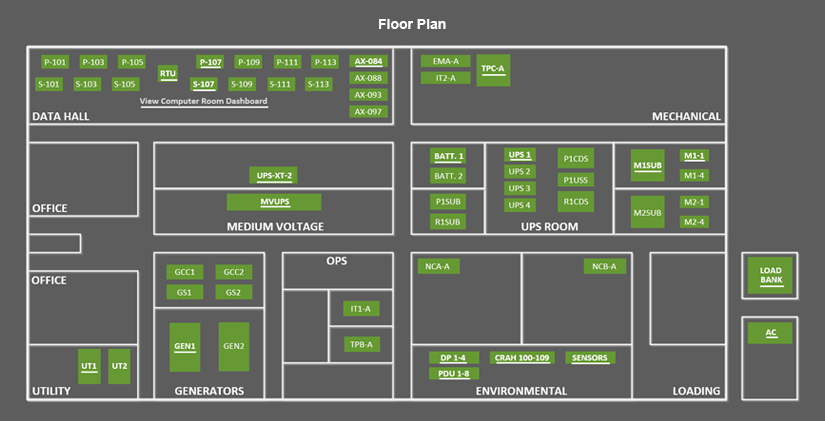 Floor Plan
P-101 P-103 P-105 RTU P-107 P-109 P-111 P-113 AX-084
S-101 S-103 S-105 S-107 S-109 S-111 S-113 AX-088
View Computer Room Dashboard AX-093
AX-097
DATA HALL
EMA-A TPC-A
IT2-A
MECHANICAL
OFFICE
UPS-XT-2
MVUPS
MEDIUM VOLTAGE
BATT. 1
BATT. 2
P1SUB
R1SUB
UPS 1 P1CDS
UPS 2
UPS 3 P1USS
UPS 4 R1CDS
UPS ROOM
M1SUB M1-1
M1-4
M2SUB M2-1
M2-4
OFFICE
UT1 UT2
UTILITY
GCC1 GCC2
GS1 GS2
GEN1 GEN2
GENERATORS
OPS
IT1-A
TPB-A
NCA-A NCB-A
DP 1-4 CRAH 100-109 SENSORS
PDU 1-8
ENVIRONMENTAL
LOADING
LOAD
BANK
AC